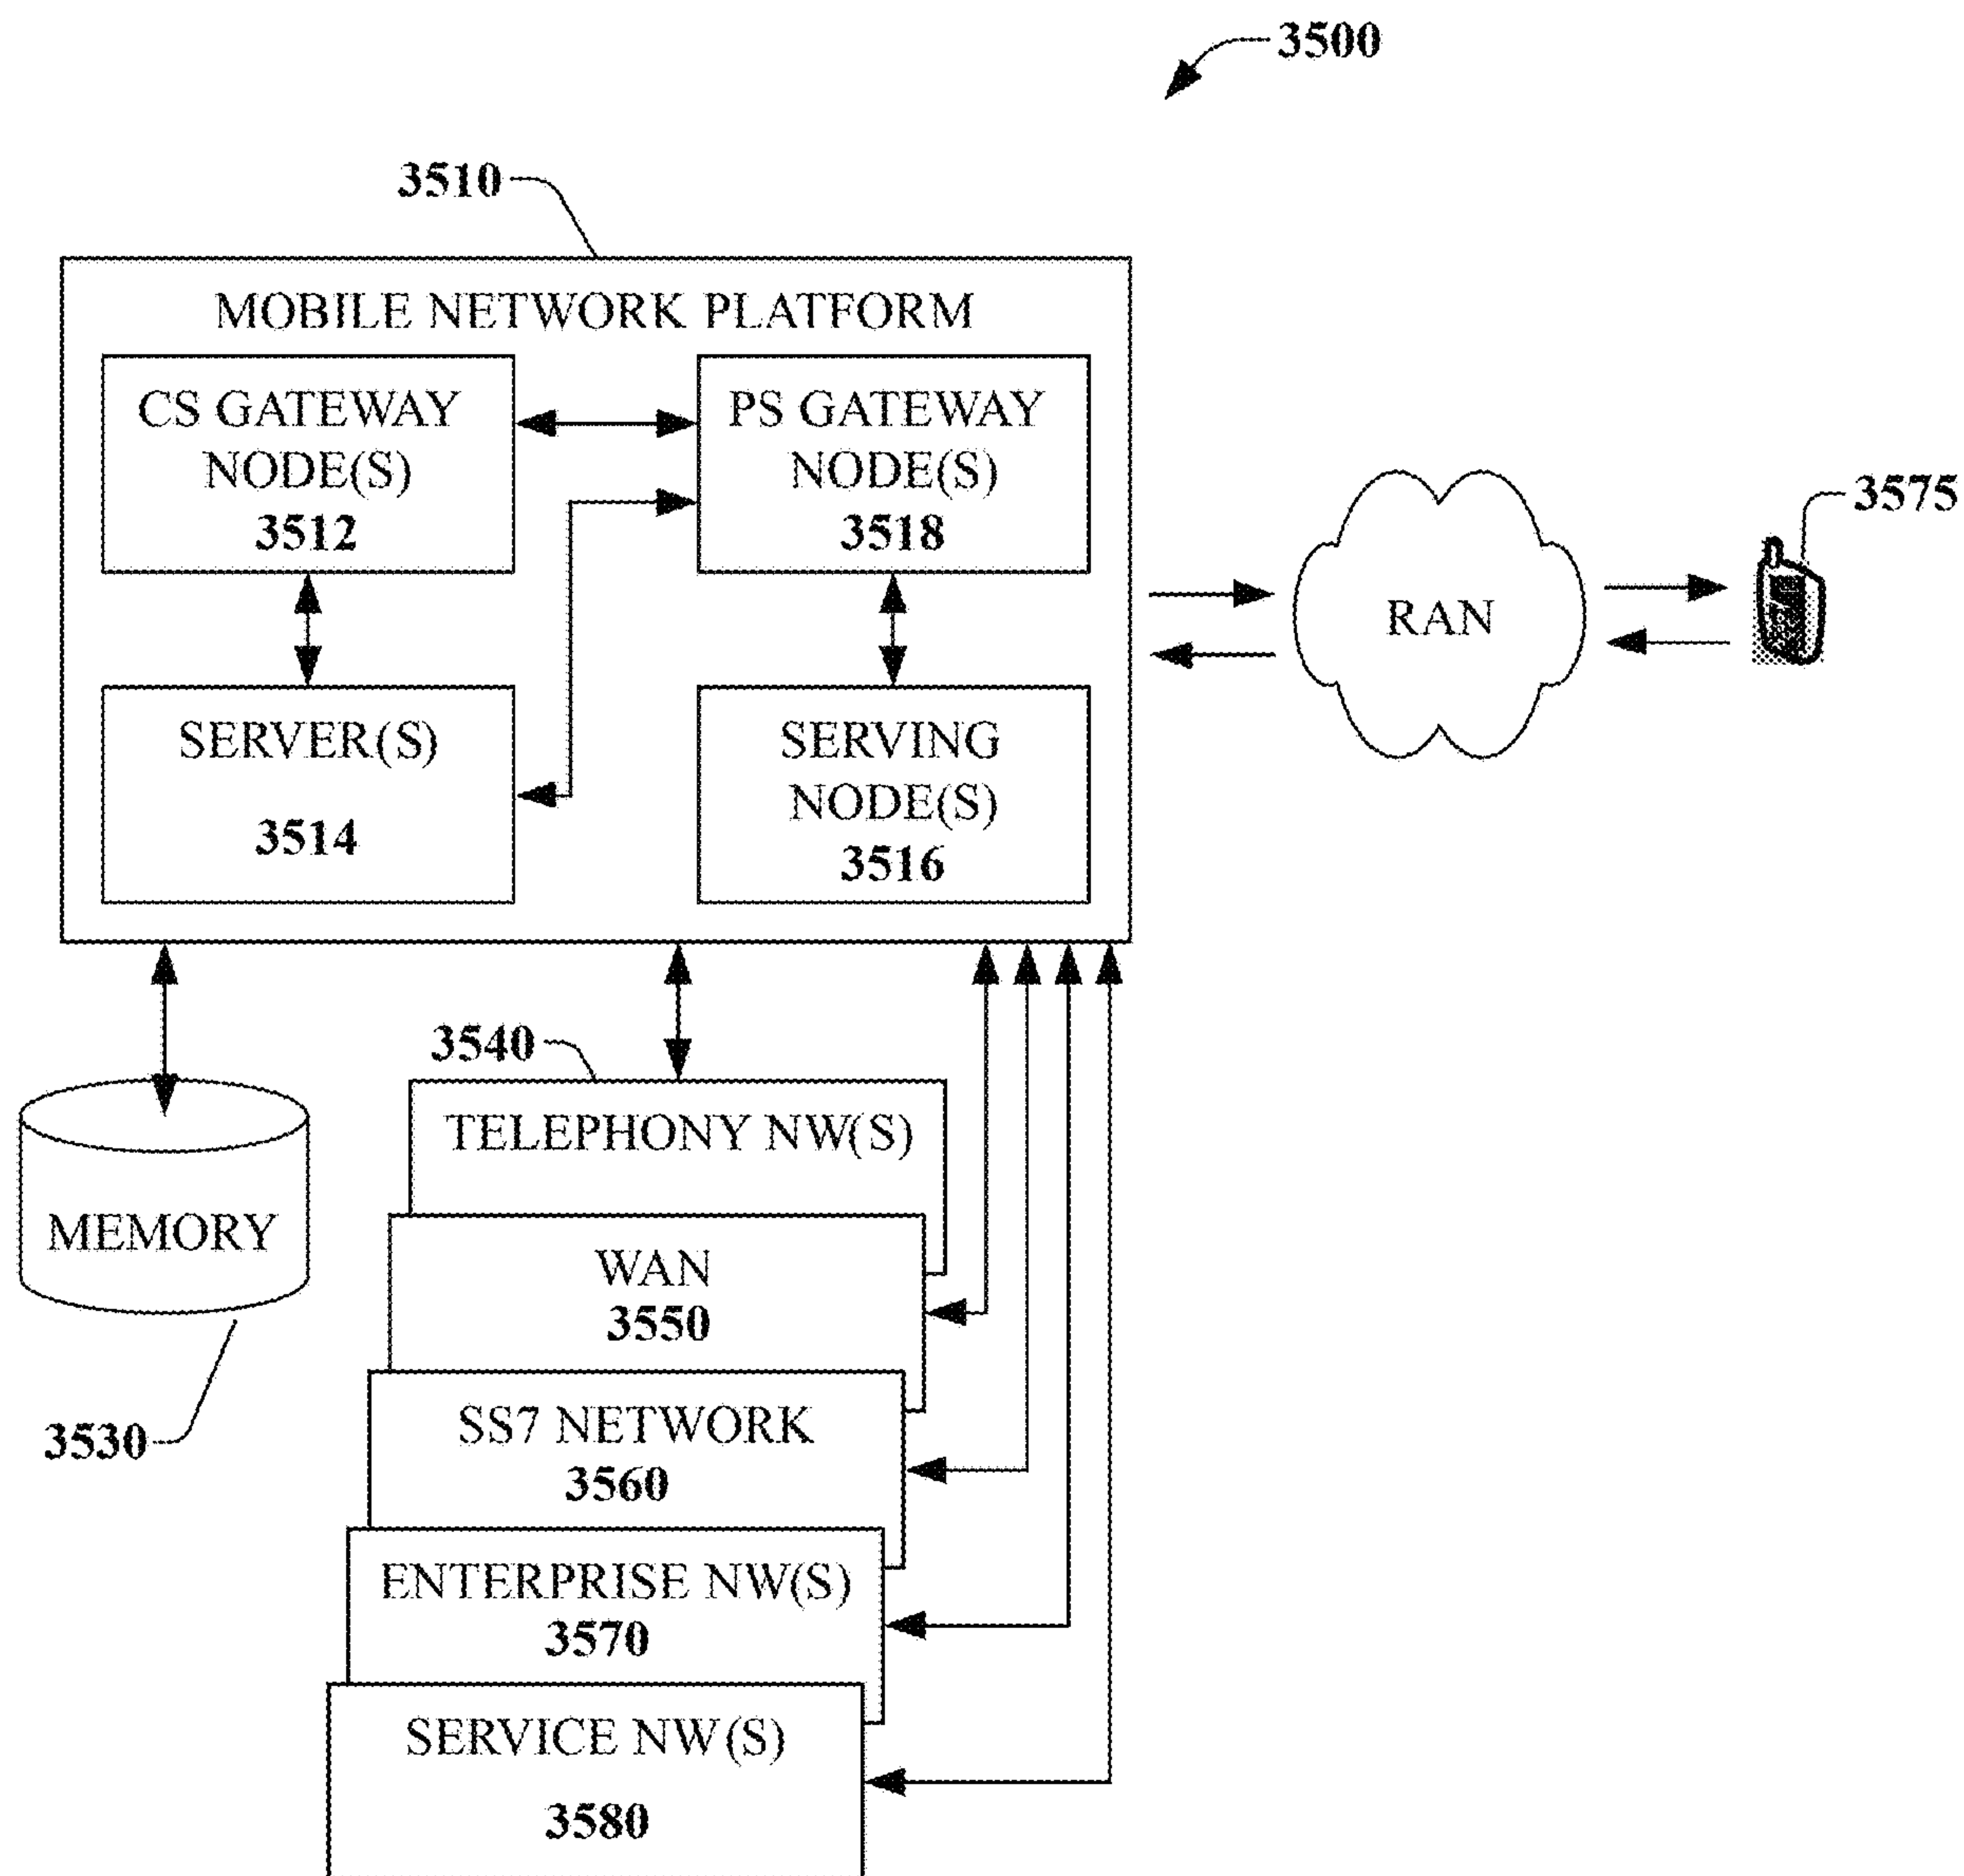 3500
3510
MOBILE NETWORK PLATFORM
CS GATEWAY
NODE(S)
3512
PS GATEWAY
NODE(S)
3518
SERVER(S)
3514
SERVING
NODE(S)
3516
RAN
3575
3540
TELEPHONY NW(S)
MEMORY
3530
WAN
3550
SS7 NETWORK
3560
ENTERPRISE NW(S)
3570
SERVICE NW(S)
3580